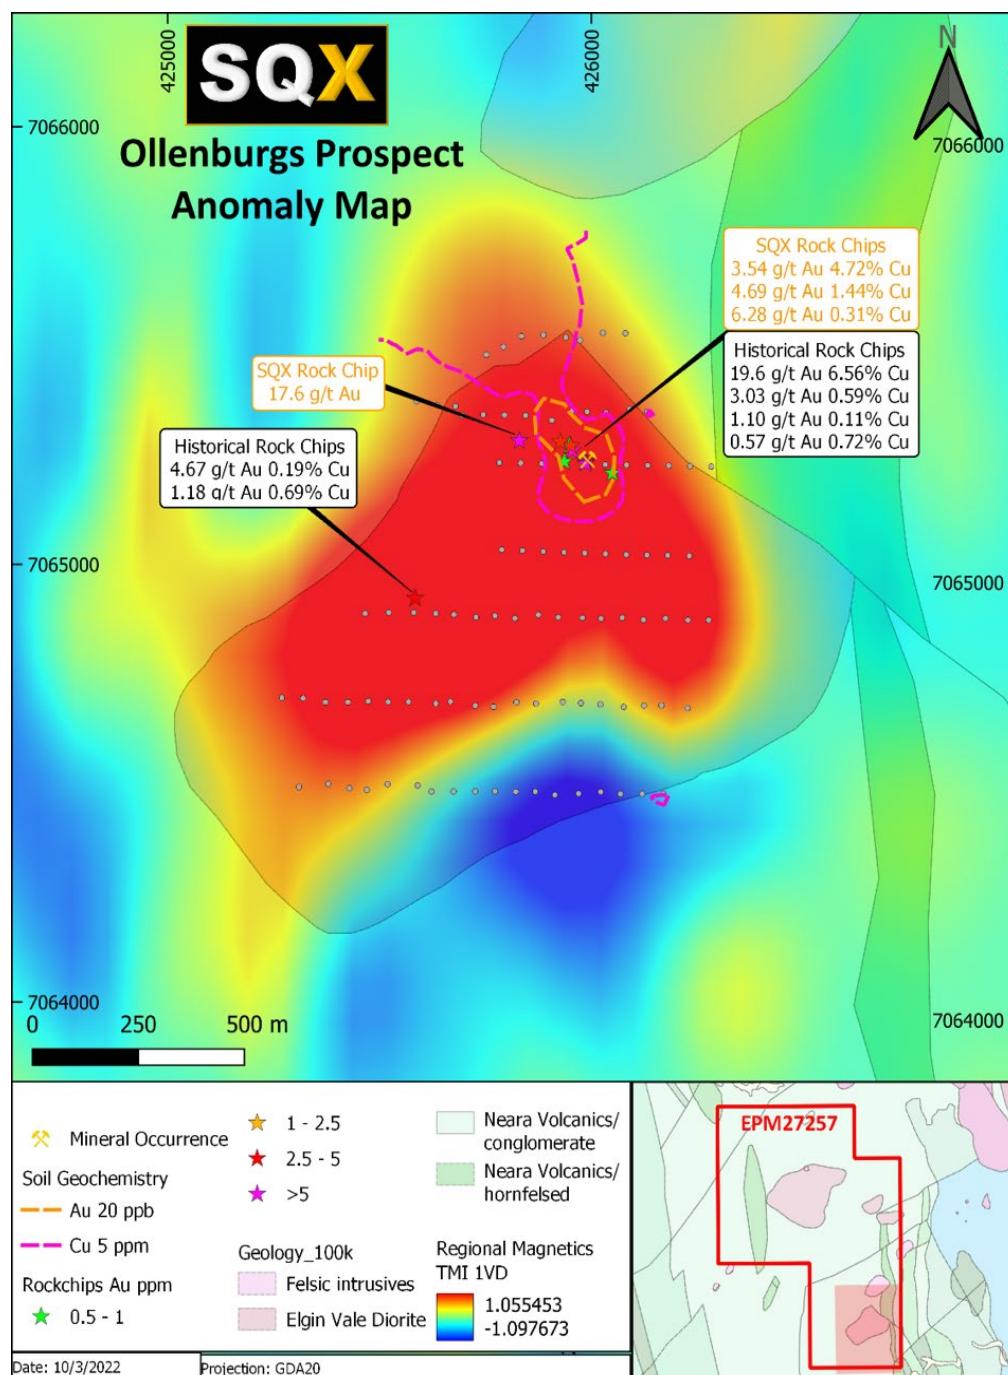 425000
426000
N
SQX
Ollenburgs Prospect
Anomaly Map
7066000
7066000
SQX Rock Chips
3.54 g/t Au 4.72% Cu
4.69 g/t Au 1.44% Cu
6.28 g/t Au 0.31% Cu
Historical Rock Chips
19.6 g/t Au 6.56% Cu
3.03 g/t Au 0.59% Cu
1.10 g/t Au 0.11% Cu
0.57 g/t Au 0.72% Cu
SQX Rock Chip
17.6 g/t Au
Historical Rock Chips
4.67 g/t Au 0.19% Cu
1.18 g/t Au 0.69% Cu
7065000
7065000
7064000
7064000
0 250 500 m
Mineral Occurrence
Soil Geochemistry
Au 20 ppb
Cu 5 ppm
Rockchips Au ppm
0.5 - 1
1 - 2.5
2.5 - 5
>5
Geology_100k
Felsic intrusives
Elgin Vale Diorite
Neara Volcanics/
conglomerate
Neara Volcanics/
hornfelsed
Regional Magnetics
TMI 1VD
1.055453
-1.097673
EPM27257
Date: 10/3/2022
Projection: GDA20